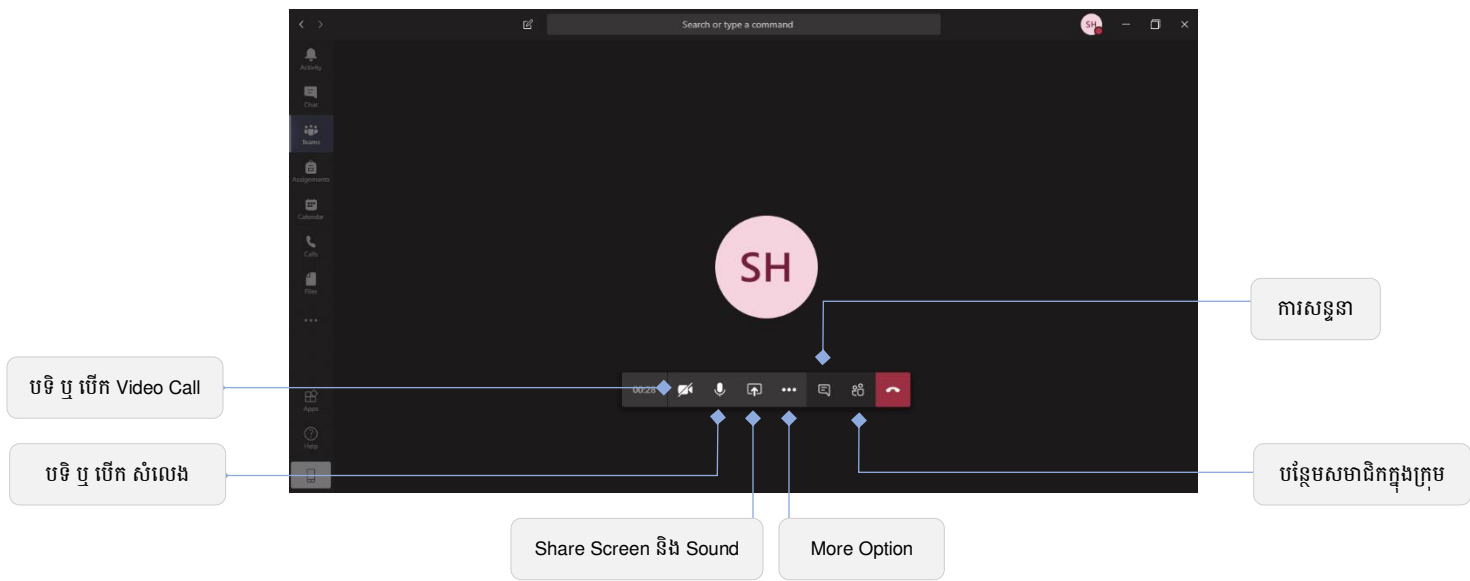 Search or type a command
SH
Activity
Chat
Teams
Assignments
Calendar
Calls
Files
SH
ការសន្ទនា
បទិ ឬ បើក Video Call
00:28
Apps
Help
បទិ ឬ បើក សំលេង
បន្ថែមសមាជិកក្នុងក្រុម
Share Screen និង Sound
More Option